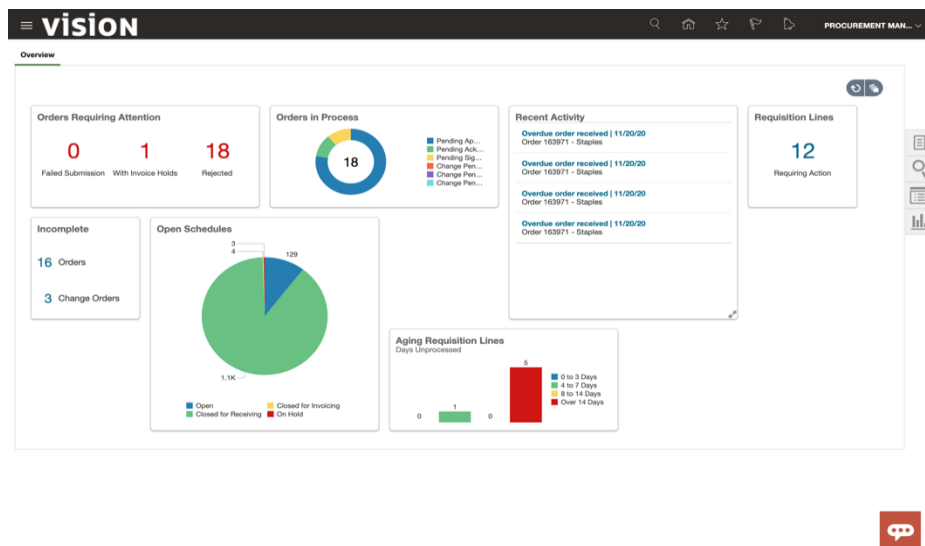 vision
PROCUREMENT MAN...
Overview
Orders Requiring Attention
0
1
18
Failed Submission
With Invoice Holds
Rejected
Orders in Process
18
Pending Ap...
Pending Ack...
Pending Sig...
Change Pen...
Change Pen...
Change Pen...
Recent Activity
Overdue order received | 11/20/20
Order 163971 - Staples
Overdue order received | 11/20/20
Order 163971 - Staples
Overdue order received | 11/20/20
Order 163971 - Staples
Overdue order received | 11/20/20
Order 163971 - Staples
Requisition Lines
12
Requiring Action
Incomplete
16 Orders
3 Change Orders
Open Schedules
3
4
129
1.1K
Open
Closed for Invoicing
Closed for Receiving
On Hold
Aging Requisition Lines
Days Unprocessed
0
1
0
5
0 to 3 Days
4 to 7 Days
8 to 14 Days
Over 14 Days